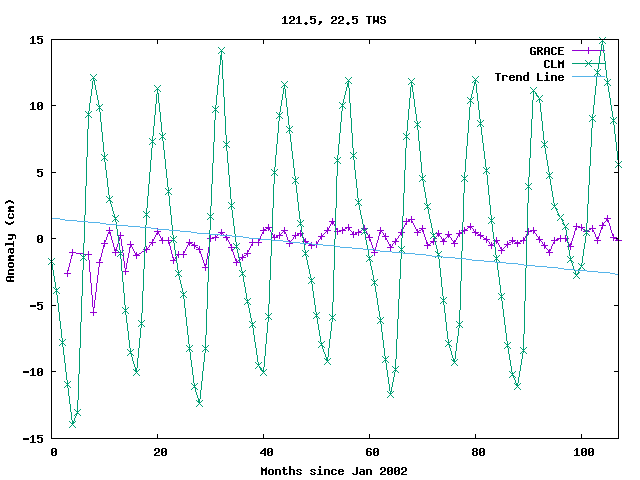 121.5, 22.5 TWS
GRACE
CLM
Trend Line
15
10
5
0
-5
-10
-15
Anomaly (cm)
0 20 40 60 80 100
Months since Jan 2002